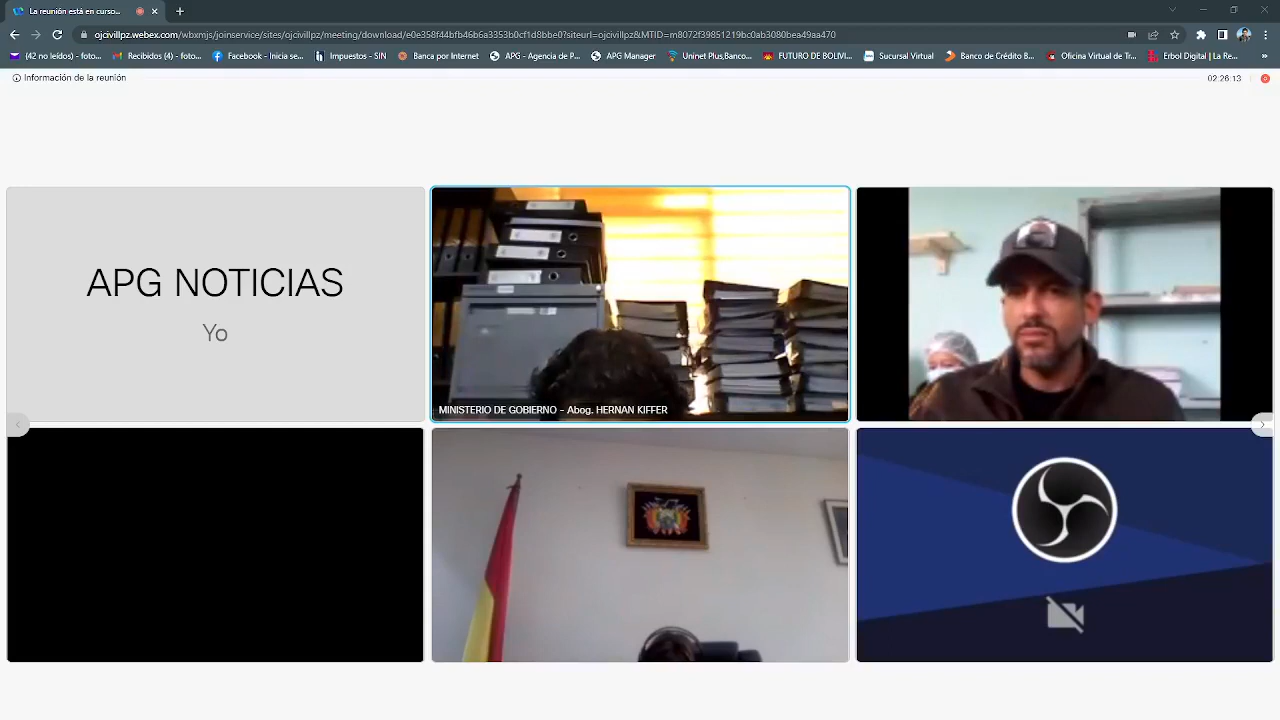 La reunión está en curso...
ojcivillpz.webex.com/wbxmjs/joinservice/sites/ojcivillpz/meeting/download/e0e358f44bfb45b6a3353a0cf1d9bbe0?siteurl=ojcivillpz&MTID=m8072f39851219bc0ab3080bea49aa470
(42 no leídos) - foto... Recibidos (4) - foto... Facebook - Inicia se... Impuestos - SIN Banca por Internet APG - Agencia de P... APG Manager Uninet Plus,Banco... FUTURO DE BOLIVI... Sucursal Virtual Banco de Crédito B... Oficina Virtual de Tr... Erbol Digital | La Re...
Información de la reunión
02:26:13
APG NOTICIAS
Yo
MINISTERIO DE GOBIERNO - Abog. HERNAN KIFFER